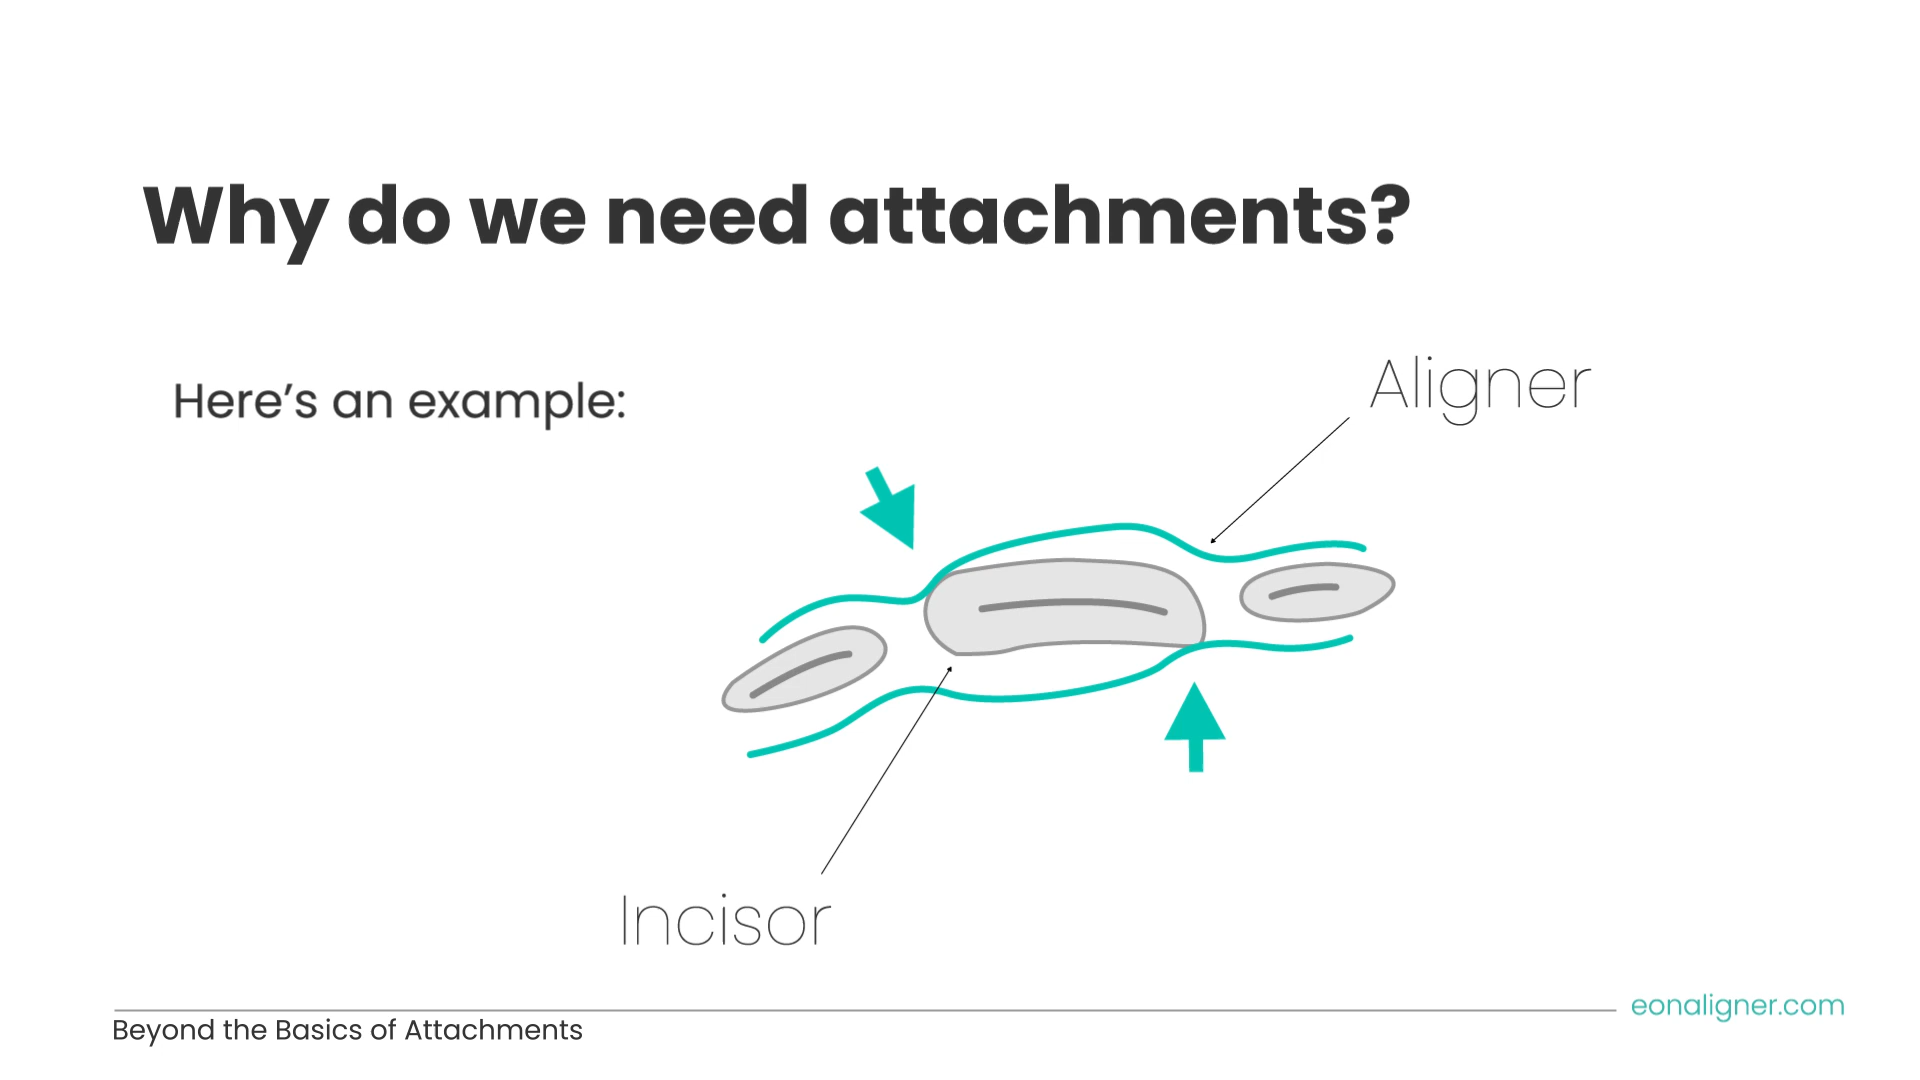 Why do we need attachments?
Here’s an example:
Aligner
Incisor
eonaligner.com
Beyond the Basics of Attachments